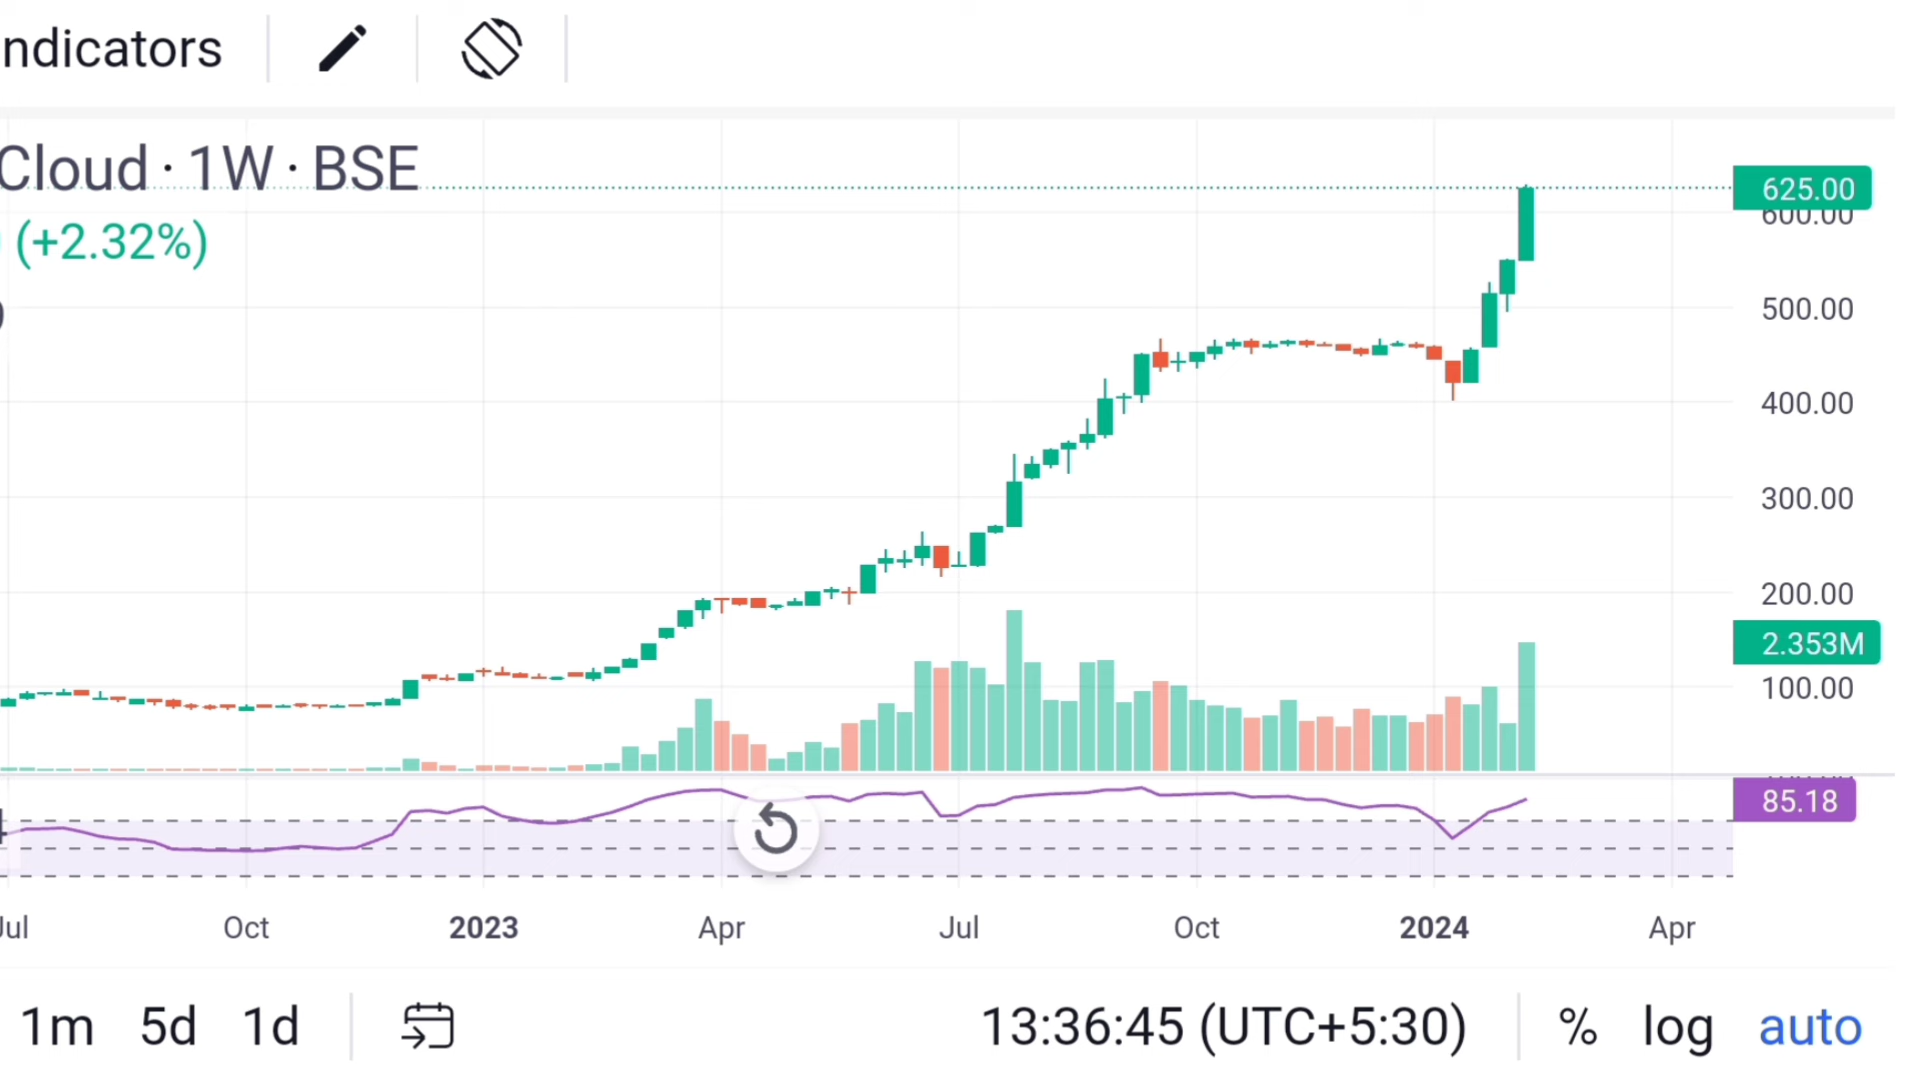 ndicators
Cloud · 1W · BSE
(+2.32%)
625.00
600.00
500.00
400.00
300.00
200.00
2.353M
100.00
85.18
Jul Oct 2023 Apr Jul Oct 2024 Apr
1m 5d 1d 13:36:45 (UTC+5:30) % log auto